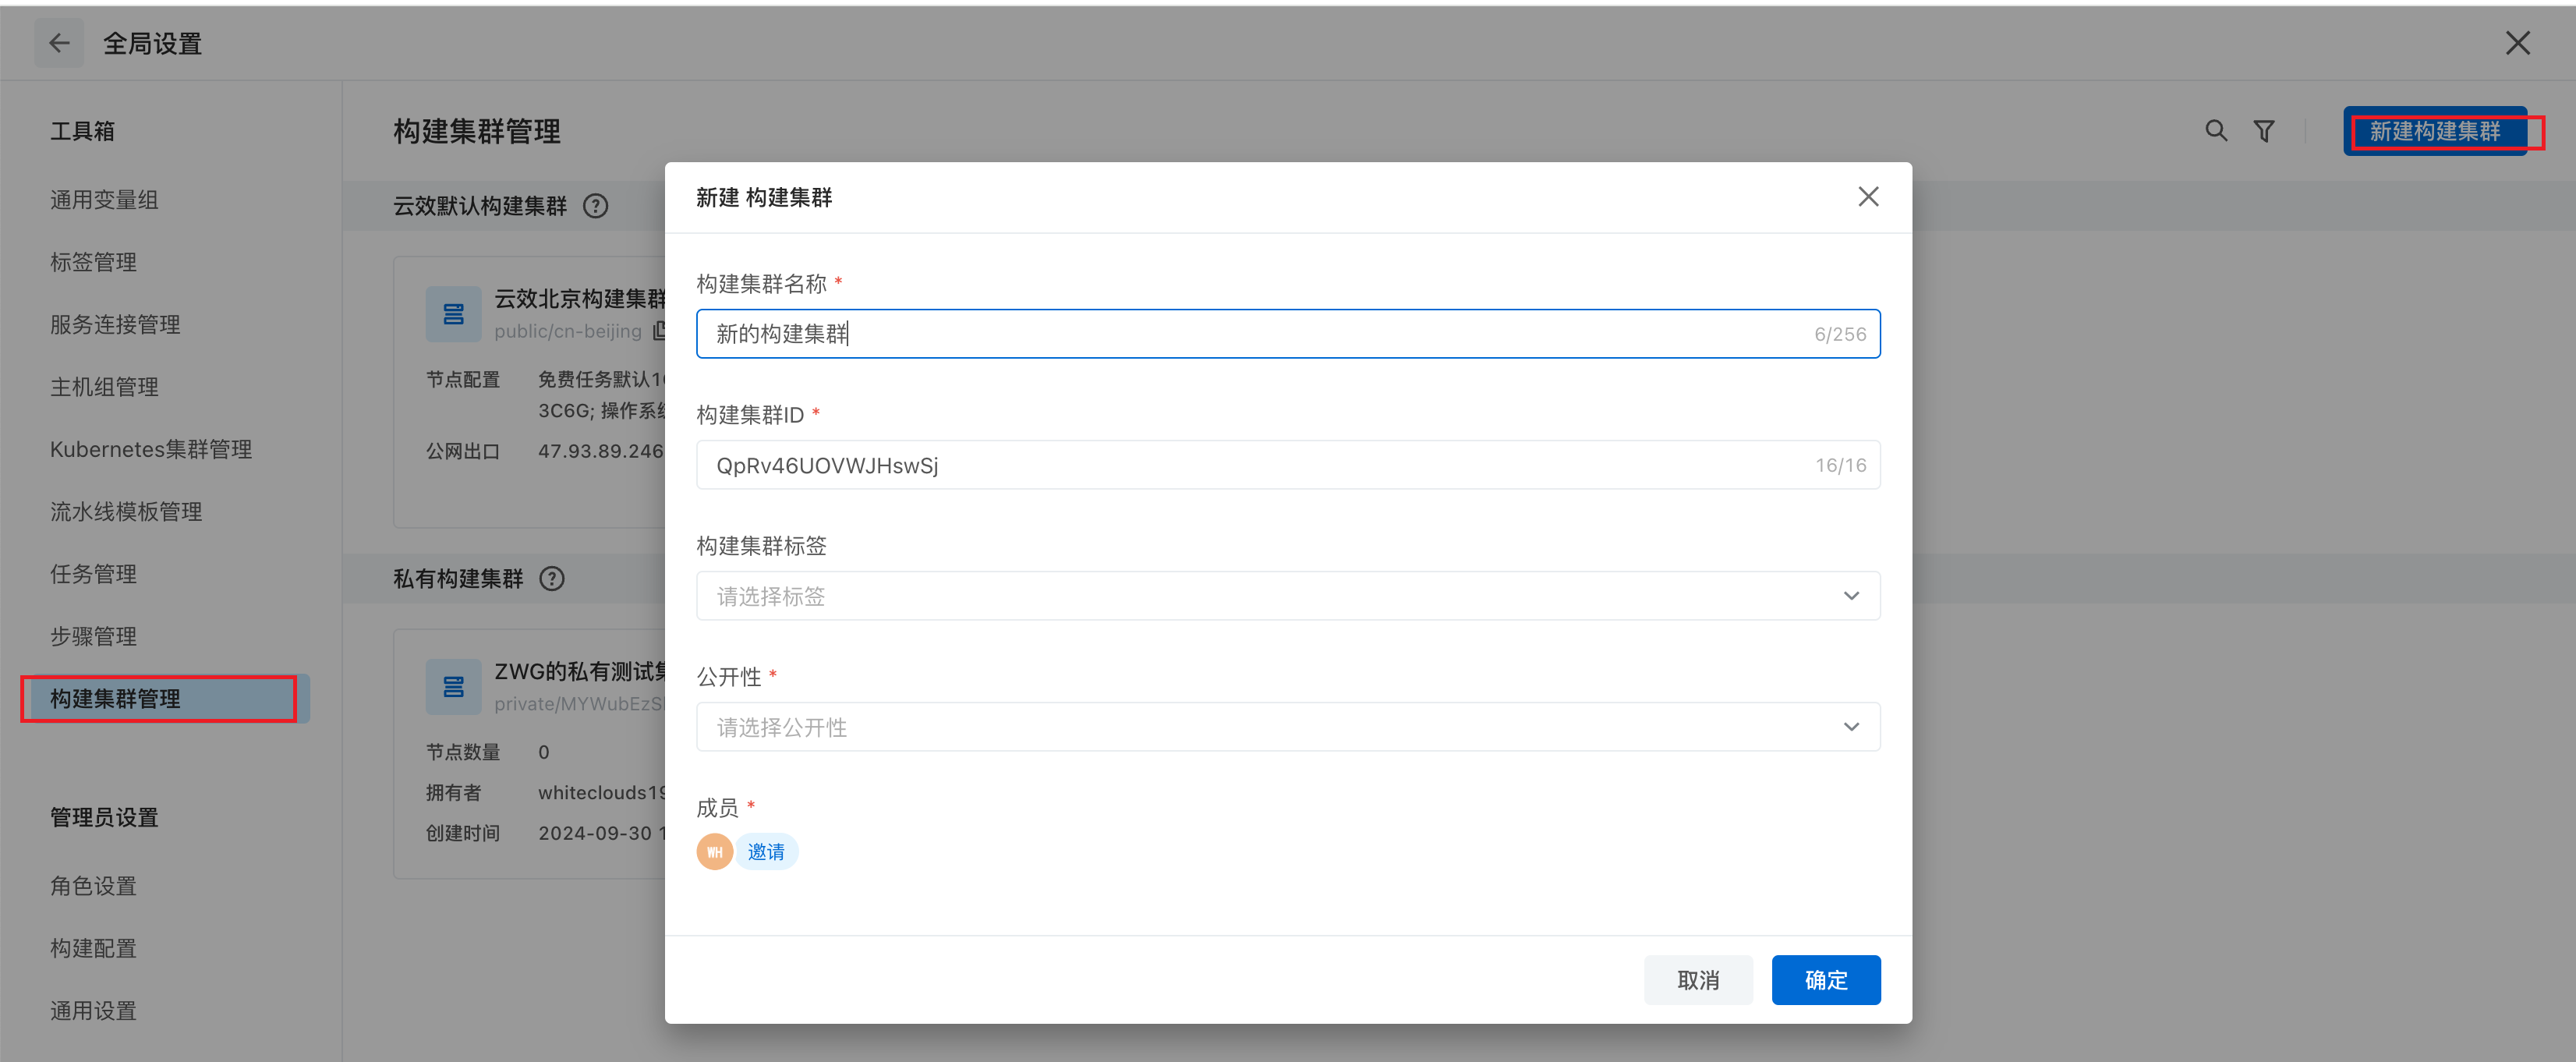 全局设置
工具箱
通用变量组
标签管理
服务连接管理
主机组管理
Kubernetes集群管理
流水线模板管理
任务管理
步骤管理
构建集群管理
管理员设置
角色设置
构建配置
通用设置
构建集群管理
新建构建集群
云效默认构建集群
云效北京构建集群
public/cn-beijing
节点配置 免费任务默认1
3C6G; 操作系统
公网出口 47.93.89.246
私有构建集群
ZWG的私有测试集
private/MYWubEzS
节点数量 0
拥有者 whiteclouds19
创建时间 2024-09-30 1
新建 构建集群
构建集群名称 *
新的构建集群 6/256
构建集群ID *
QpRv46UOVWJHswSj 16/16
构建集群标签
请选择标签
公开性 *
请选择公开性
成员 *
WH 邀请
取消 确定